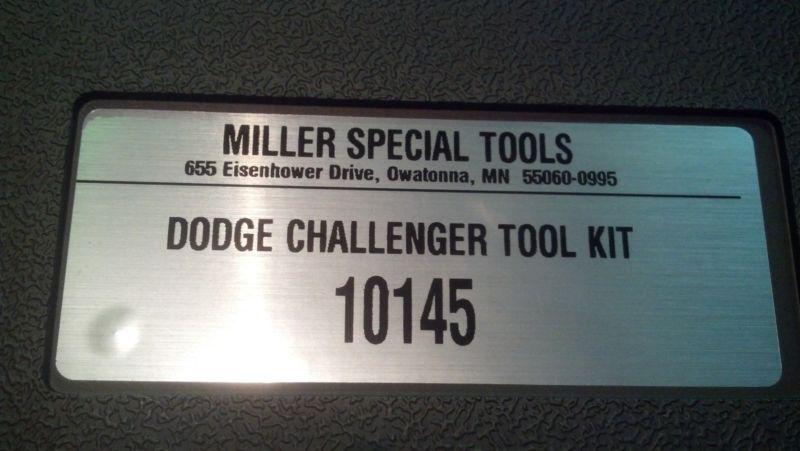 MILLER SPECIAL TOOLS
655 Eisenhower Drive, Owatonna, MN 55060-0995
DODGE CHALLENGER TOOL KIT
10145